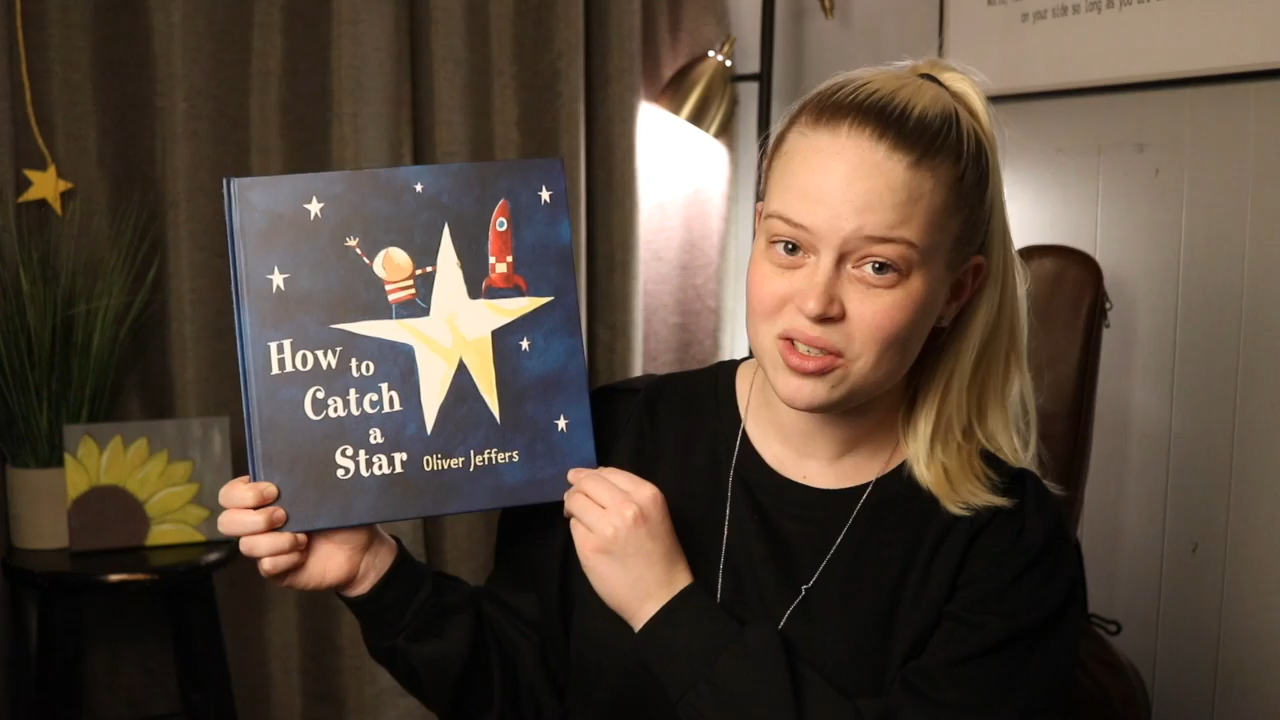 How to
Catch
a
Star
Oliver Jeffers
on your side so long as you are